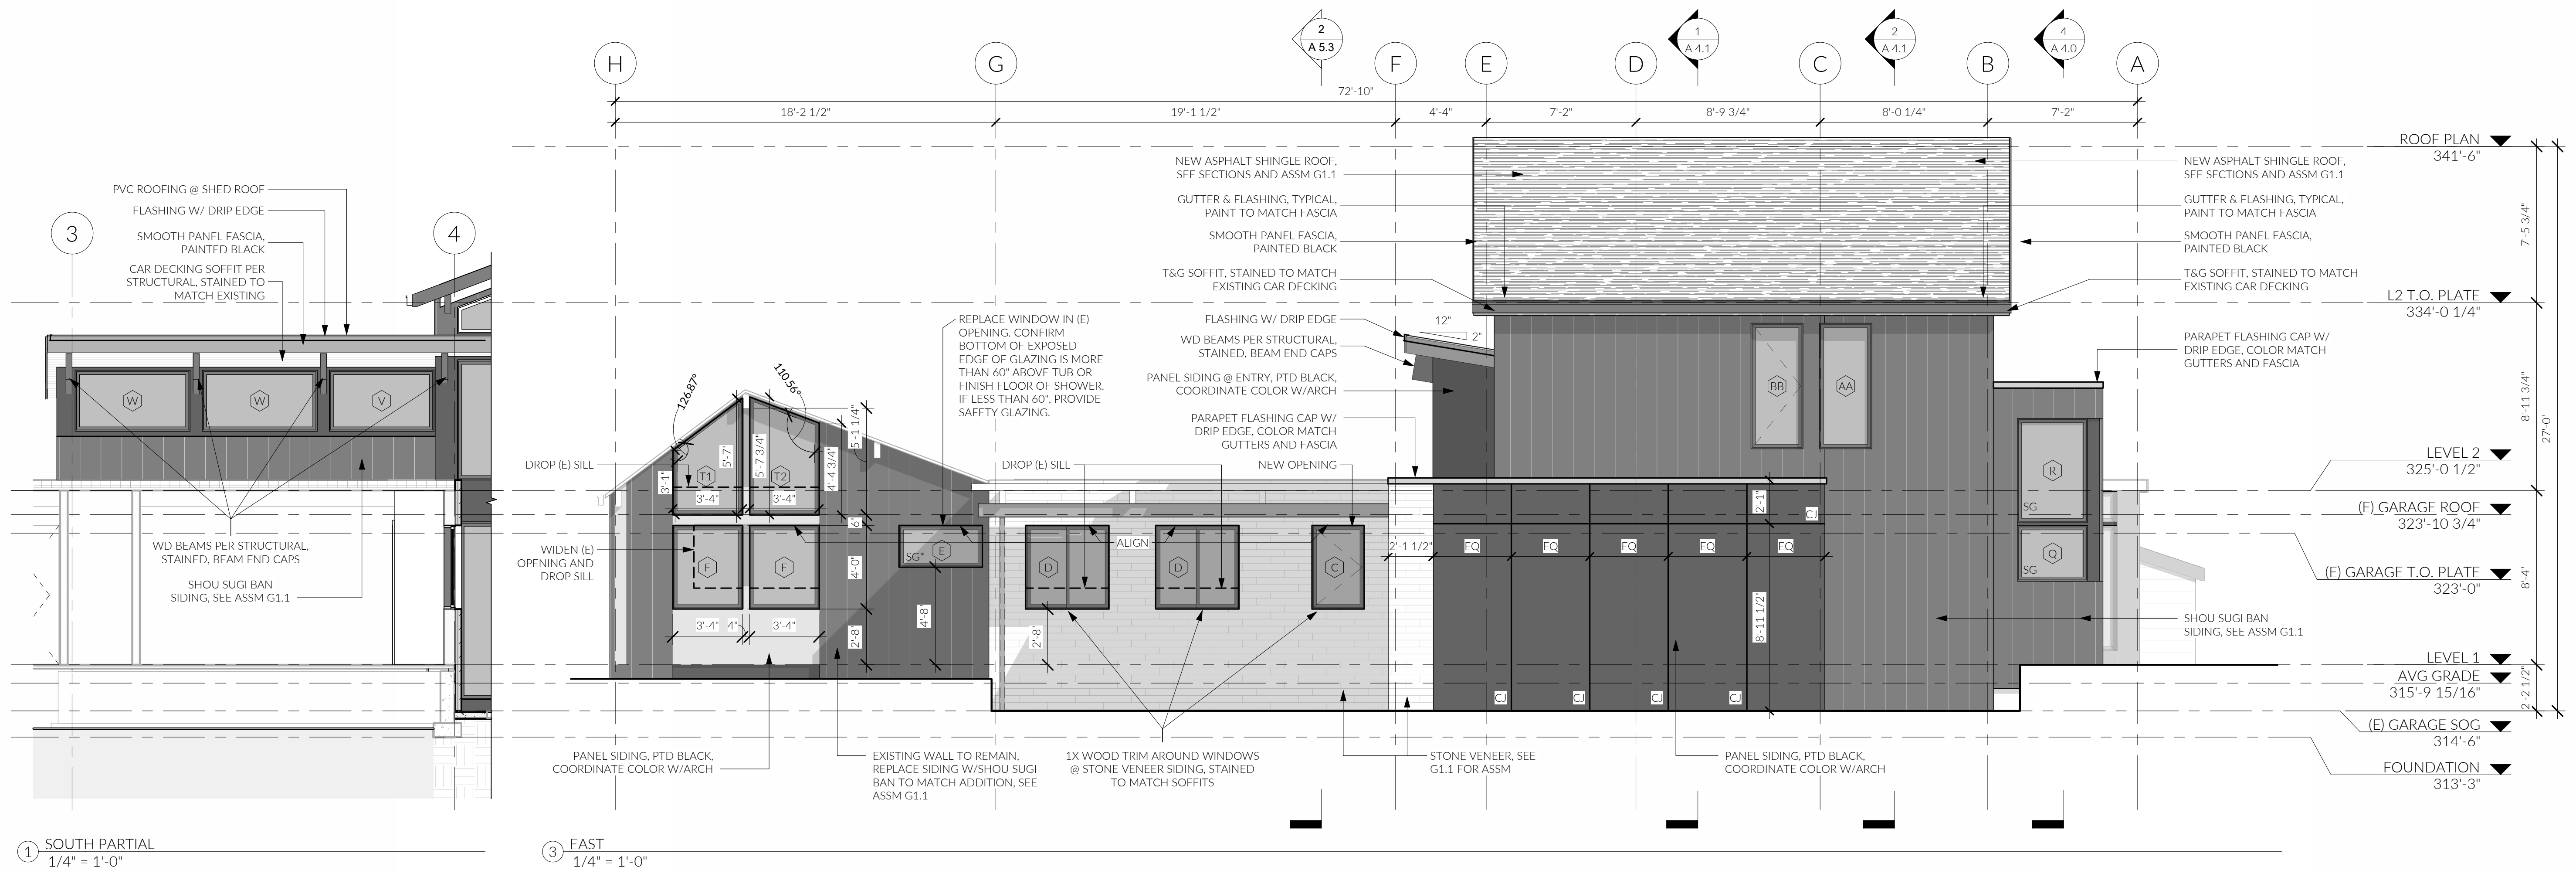 3
4
PVC ROOFING @ SHED ROOF
FLASHING W/ DRIP EDGE
SMOOTH PANEL FASCIA,
PAINTED BLACK
CAR DECKING SOFFIT PER
STRUCTURAL, STAINED TO
MATCH EXISTING
W
W
V
WD BEAMS PER STRUCTURAL,
STAINED, BEAM END CAPS
SHOU SUGI BAN
SIDING, SEE ASSM G1.1
1 SOUTH PARTIAL
1/4" = 1'-0"
2
A 5.3
1
A 4.1
2
A 4.1
4
A 4.0
H
G
F
E
D
C
B
A
72'-10"
18'-2 1/2"
19'-1 1/2"
4'-4"
7'-2"
8'-9 3/4"
8'-0 1/4"
7'-2"
NEW ASPHALT SHINGLE ROOF,
SEE SECTIONS AND ASSM G1.1
GUTTER & FLASHING, TYPICAL,
PAINT TO MATCH FASCIA
SMOOTH PANEL FASCIA,
PAINTED BLACK
T&G SOFFIT, STAINED TO MATCH
EXISTING CAR DECKING
FLASHING W/ DRIP EDGE
WD BEAMS PER STRUCTURAL,
STAINED, BEAM END CAPS
PANEL SIDING @ ENTRY, PTD BLACK,
COORDINATE COLOR W/ARCH
PARAPET FLASHING CAP W/
DRIP EDGE, COLOR MATCH
GUTTERS AND FASCIA
NEW OPENING
12"
2"
REPLACE WINDOW IN (E)
OPENING. CONFIRM
BOTTOM OF EXPOSED
EDGE OF GLAZING IS MORE
THAN 60" ABOVE TUB OR
FINISH FLOOR OF SHOWER.
IF LESS THAN 60", PROVIDE
SAFETY GLAZING.
126.87°
110.56°
DROP (E) SILL
DROP (E) SILL
WIDEN (E)
OPENING AND
DROP SILL
3'-1"
T1
5'-7"
5'-7 3/4"
T2
4'-4 3/4"
5'-1 1/4"
3'-4"
3'-4"
6"
F
F
4'-0"
SG*
E
4'-8"
3'-4"
4"
3'-4"
2'-8"
ALIGN
D
D
C
2'-8"
2'-1 1/2"
EQ
EQ
EQ
EQ
EQ
2'-1"
CJ
8'-11 1/2"
CJ
CJ
CJ
CJ
BB
AA
R
SG
Q
SG
NEW ASPHALT SHINGLE ROOF,
SEE SECTIONS AND ASSM G1.1
GUTTER & FLASHING, TYPICAL,
PAINT TO MATCH FASCIA
SMOOTH PANEL FASCIA,
PAINTED BLACK
T&G SOFFIT, STAINED TO MATCH
EXISTING CAR DECKING
PARAPET FLASHING CAP W/
DRIP EDGE, COLOR MATCH
GUTTERS AND FASCIA
SHOU SUGI BAN
SIDING, SEE ASSM G1.1
ROOF PLAN
341'-6"
L2 T.O. PLATE
334'-0 1/4"
LEVEL 2
325'-0 1/2"
(E) GARAGE ROOF
323'-10 3/4"
(E) GARAGE T.O. PLATE
323'-0"
LEVEL 1
AVG GRADE
315'-9 15/16"
(E) GARAGE SOG
314'-6"
FOUNDATION
313'-3"
7'-5 3/4"
8'-11 3/4"
27'-0"
8'-4"
2'-2 1/2"
PANEL SIDING, PTD BLACK,
COORDINATE COLOR W/ARCH
EXISTING WALL TO REMAIN,
REPLACE SIDING W/SHOU SUGI
BAN TO MATCH ADDITION, SEE
ASSM G1.1
1X WOOD TRIM AROUND WINDOWS
@ STONE VENEER SIDING, STAINED
TO MATCH SOFFITS
STONE VENEER, SEE
G1.1 FOR ASSM
PANEL SIDING, PTD BLACK,
COORDINATE COLOR W/ARCH
3 EAST
1/4" = 1'-0"